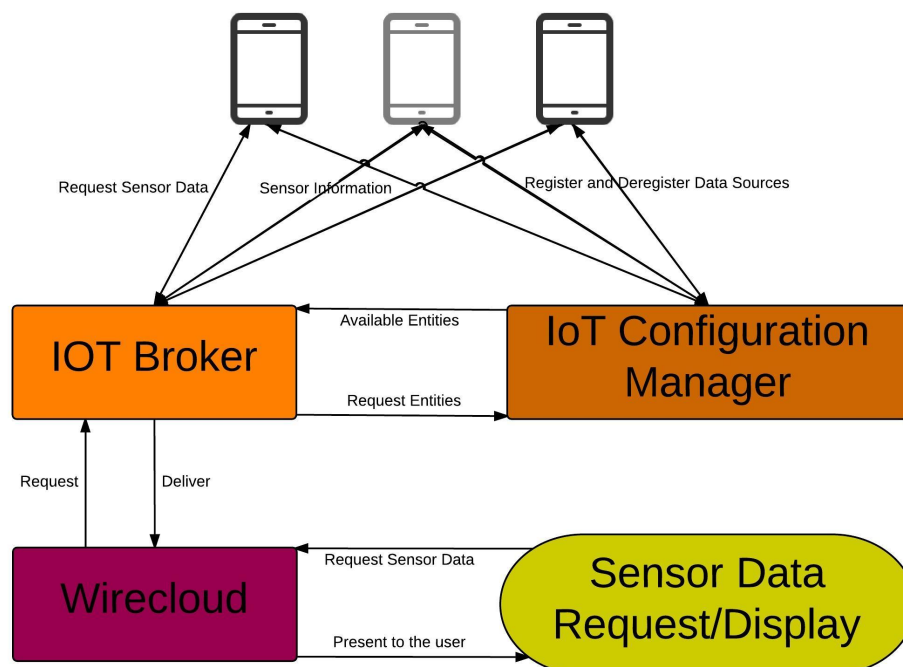 Request Sensor Data
Sensor Information
Register and Deregister Data Sources
IOT Broker
Available Entities
Request Entities
IoT Configuration
Manager
Request
Deliver
Wirecloud
Request Sensor Data
Present to the user
Sensor Data
Request/Display